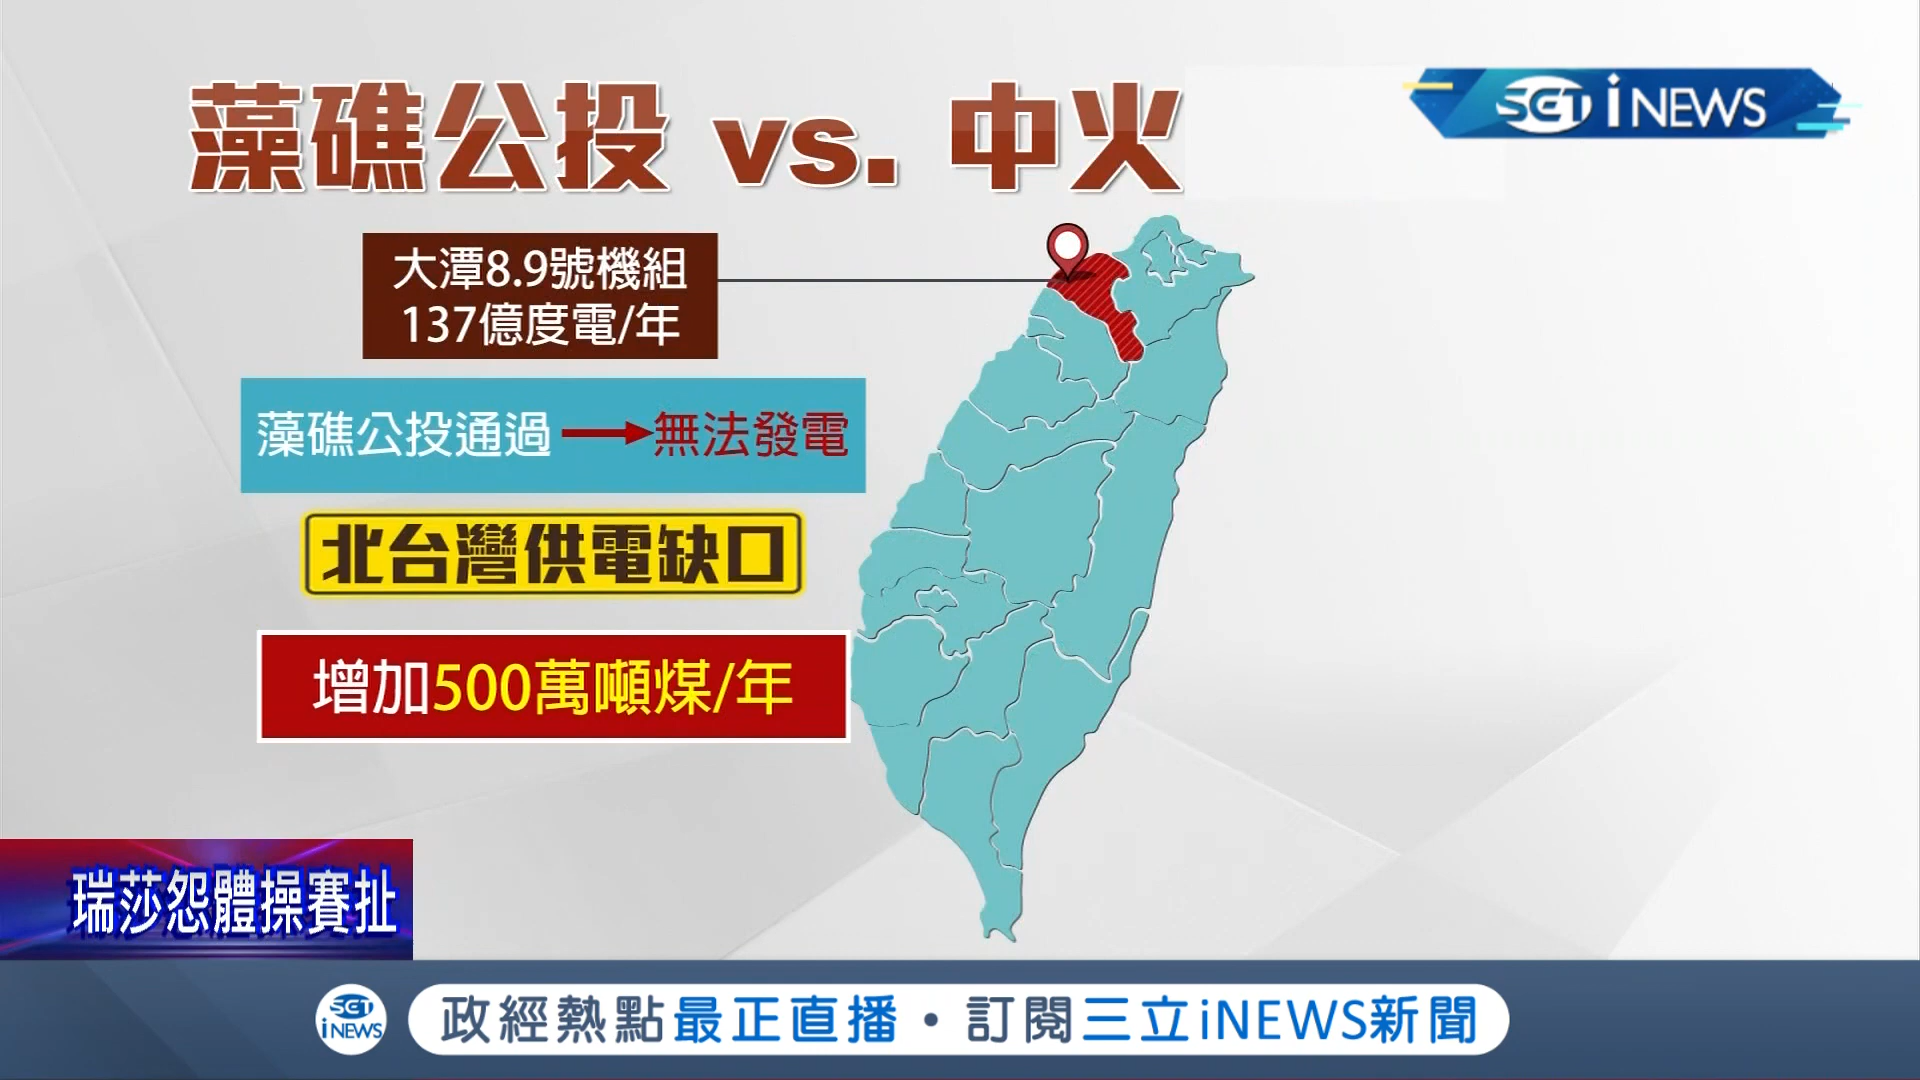 藻礁公投 vs. 中火
SET iNEWS
大潭8.9號機組
137億度電/年
藻礁公投通過→無法發電
北台灣供電缺口
增加500萬噸煤/年
瑞莎怨體操賽扯
SET
iNEWS
政經熱點最正直播・訂閱三立iNEWS新聞